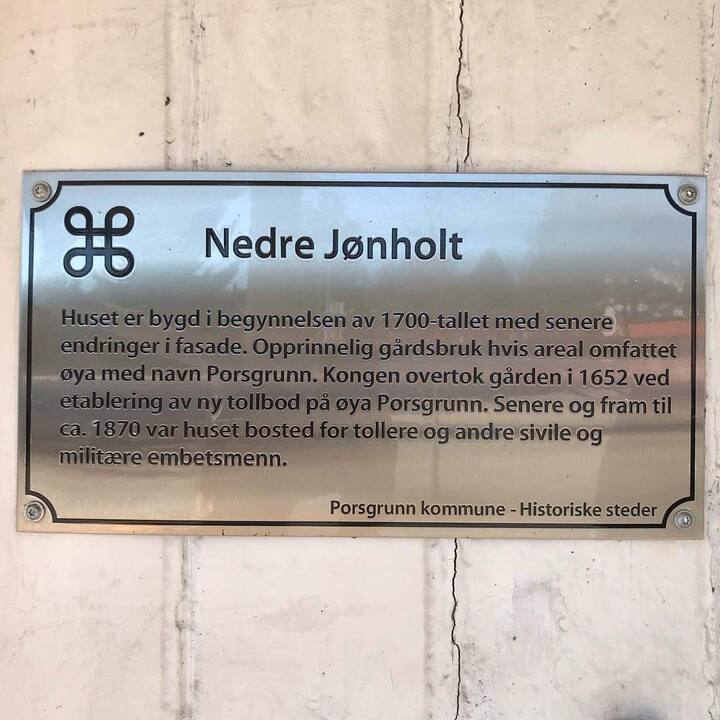 Nedre Jønholt
Huset er bygd i begynnelsen av 1700-tallet med senere
endringer i fasade. Opprinnelig gårdsbruk hvis areal omfattet
øya med navn Porsgrunn. Kongen overtok gården i 1652 ved
etablering av ny tollbod på øya Porsgrunn. Senere og fram til
ca. 1870 var huset bosted for tollere og andre sivile og
militære embetsmenn.
Porsgrunn kommune - Historiske steder